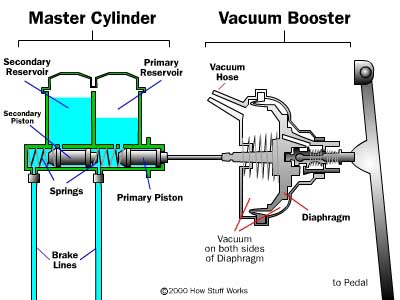 Master Cylinder
Vacuum Booster
Secondary
Reservoir
Primary
Reservoir
Vacuum
Hose
Secondary
Piston
Springs
Primary Piston
Diaphragm
Vacuum
on both sides
of Diaphragm
Brake
Lines
to Pedal
©2000 How Stuff Works